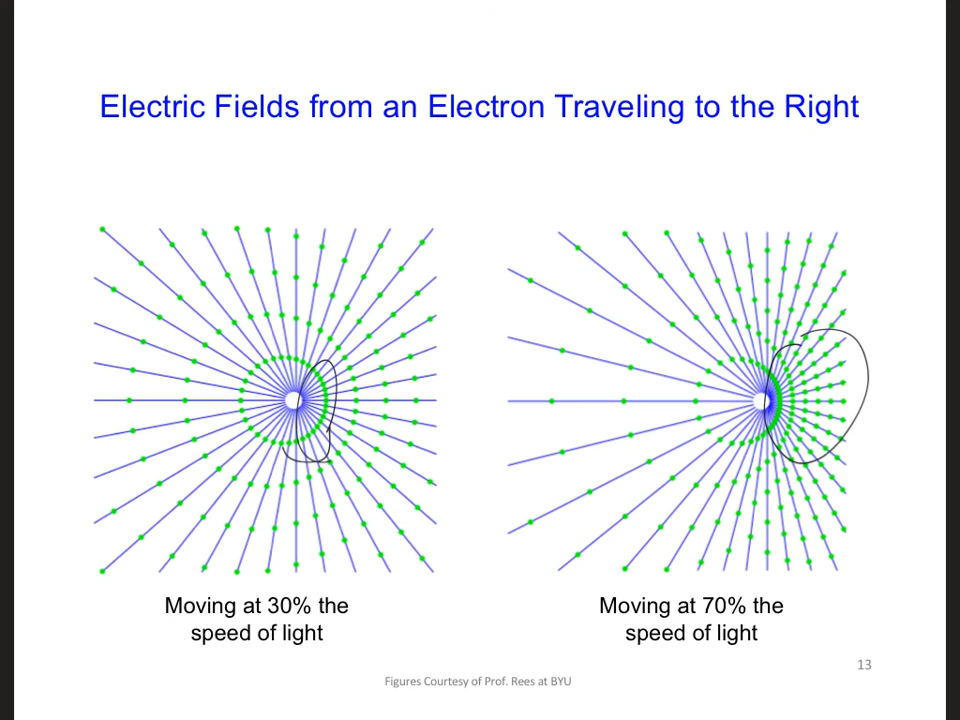 Electric Fields from an Electron Traveling to the Right
Moving at 30% the
speed of light
Moving at 70% the
speed of light
13
Figures Courtesy of Prof. Rees at BYU